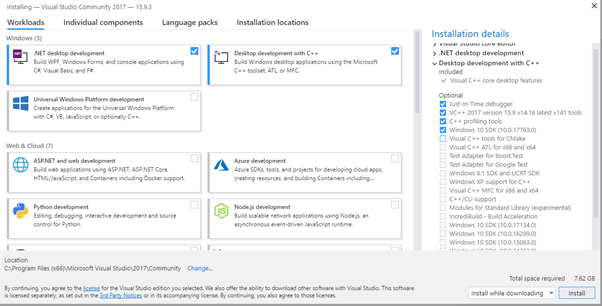 Installing — Visual Studio Community 2017 — 15.9.3
Workloads
Individual components
Language packs
Installation locations
Windows (3)
.NET desktop development
Build WPF, Windows Forms, and console applications using
C#, Visual Basic, and F#.
Desktop development with C++
Build Windows desktop applications using the Microsoft
C++ toolset, ATL, or MFC.
Universal Windows Platform development
Create applications for the Universal Windows Platform
with C#, VB, JavaScript, or optionally C++.
Web & Cloud (7)
ASP.NET and web development
Build web applications using ASP.NET, ASP.NET Core,
HTML/JavaScript, and Containers including Docker support.
Azure development
Azure SDKs, tools, and projects for developing cloud apps,
creating resources, and building Containers including...
Python development
Editing, debugging, interactive development and source
control for Python.
Node.js development
Build scalable network applications using Node.js, an
asynchronous event-driven JavaScript runtime.
Installation details
Visual Studio core editor
.NET desktop development
Desktop development with C++
Included
Visual C++ core desktop features
Optional
Just-In-Time debugger
VC++ 2017 version 15.9 v14.16 latest v141 tools
C++ profiling tools
Windows 10 SDK (10.0.17763.0)
Visual C++ tools for CMake
Visual C++ ATL for x86 and x64
Test Adapter for Boost.Test
Test Adapter for Google Test
Windows 8.1 SDK and UCRT SDK
Windows XP support for C++
Visual C++ MFC for x86 and x64
C++/CLI support
Modules for Standard Library (experimental)
IncrediBuild - Build Acceleration
Windows 10 SDK (10.0.17134.0)
Windows 10 SDK (10.0.16299.0)
Windows 10 SDK (10.0.15063.0)
Location
C:\Program Files (x86)\Microsoft Visual Studio\2017\Community Change...
Total space required 7.62 GB
By continuing, you agree to the license for the Visual Studio edition you selected. We also offer the ability to download other software with Visual Studio. This software
is licensed separately, as set out in the 3rd Party Notices or in its accompanying license. By continuing, you also agree to those licenses.
Install while downloading
Install